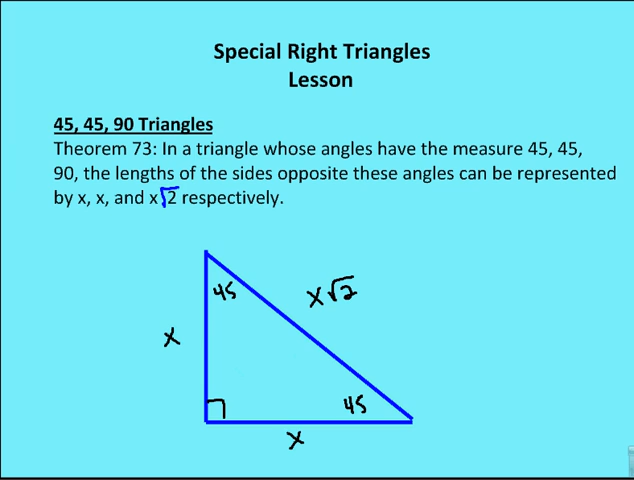 Special Right Triangles
Lesson
45, 45, 90 Triangles
Theorem 73: In a triangle whose angles have the measure 45, 45,
90, the lengths of the sides opposite these angles can be represented
by x, x, and x√2 respectively.
45
x√2
x
45
x